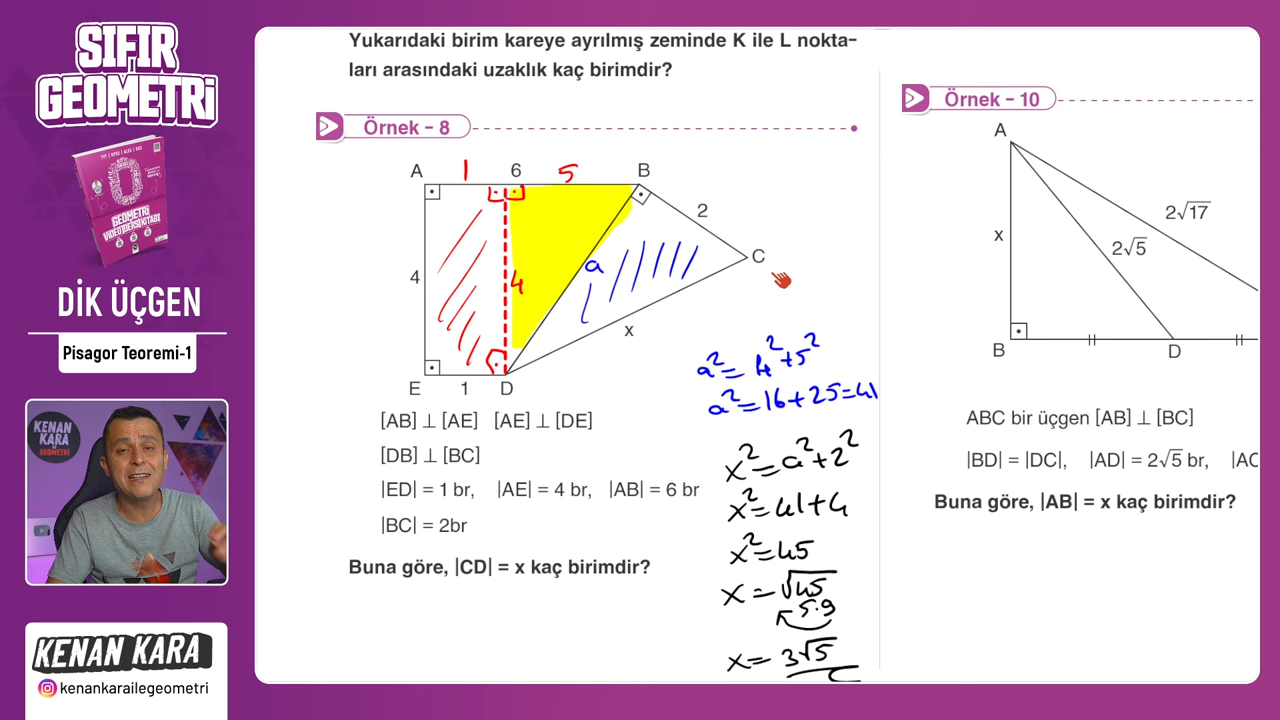 SIFIR
GEOMETRİ
GEOMETRİ
VİDEO DERS KİTABI
DİK ÜÇGEN
Pisagor Teoremi-1
KENAN
KARA
GEOMETRİ
KENAN KARA
kenankarailegeometri
Yukarıdaki birim kareye ayrılmış zeminde K ile L nokta-
ları arasındaki uzaklık kaç birimdir?
Örnek – 8
A 1 6 5 B
2
C
4 4 a
x
E 1 D
a² = 4² + 5²
a² = 16 + 25 = 41
x² = a² + 2²
x² = 41 + 4
x² = 45
x = √45
5.9
x = 3√5
[AB] ⊥ [AE] [AE] ⊥ [DE]
[DB] ⊥ [BC]
|ED| = 1 br, |AE| = 4 br, |AB| = 6 br
|BC| = 2br
Buna göre, |CD| = x kaç birimdir?
Örnek – 10
A
2√17
x 2√5
B D
ABC bir üçgen [AB] ⊥ [BC]
|BD| = |DC|, |AD| = 2√5 br, |AC
Buna göre, |AB| = x kaç birimdir?